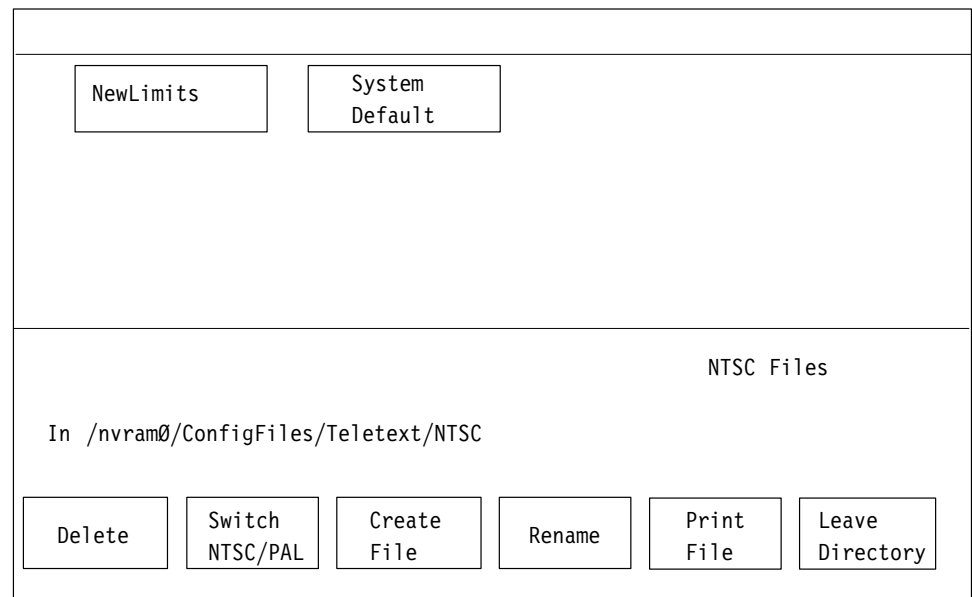 NewLimits
System
Default
NTSC Files
In /nvramØ/ConfigFiles/Teletext/NTSC
Delete
Switch
NTSC/PAL
Create
File
Rename
Print
File
Leave
Directory